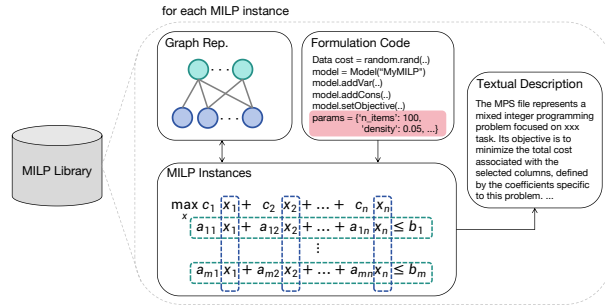 for each MILP instance
Graph Rep.
. . .
. . .
Formulation Code
Data cost = random.rand(..)
model = Model("MyMILP")
model.addVar(..)
model.addCons(..)
model.setObjective(..)
params = {'n_items': 100,
'density': 0.05, ...}
Textual Description
The MPS file represents a
mixed integer programming
problem focused on xxx
task. Its objective is to
minimize the total cost
associated with the
selected columns, defined
by the coefficients specific
to this problem. ...
MILP Library
MILP Instances
max c₁ x₁ + c₂ x₂ + ... + cₙ xₙ
x
a₁₁ x₁ + a₁₂ x₂ + ... + a₁ₙ xₙ ≤ b₁
⋮
aₘ₁ x₁ + aₘ₂ x₂ + ... + aₘₙ xₙ ≤ bₘ